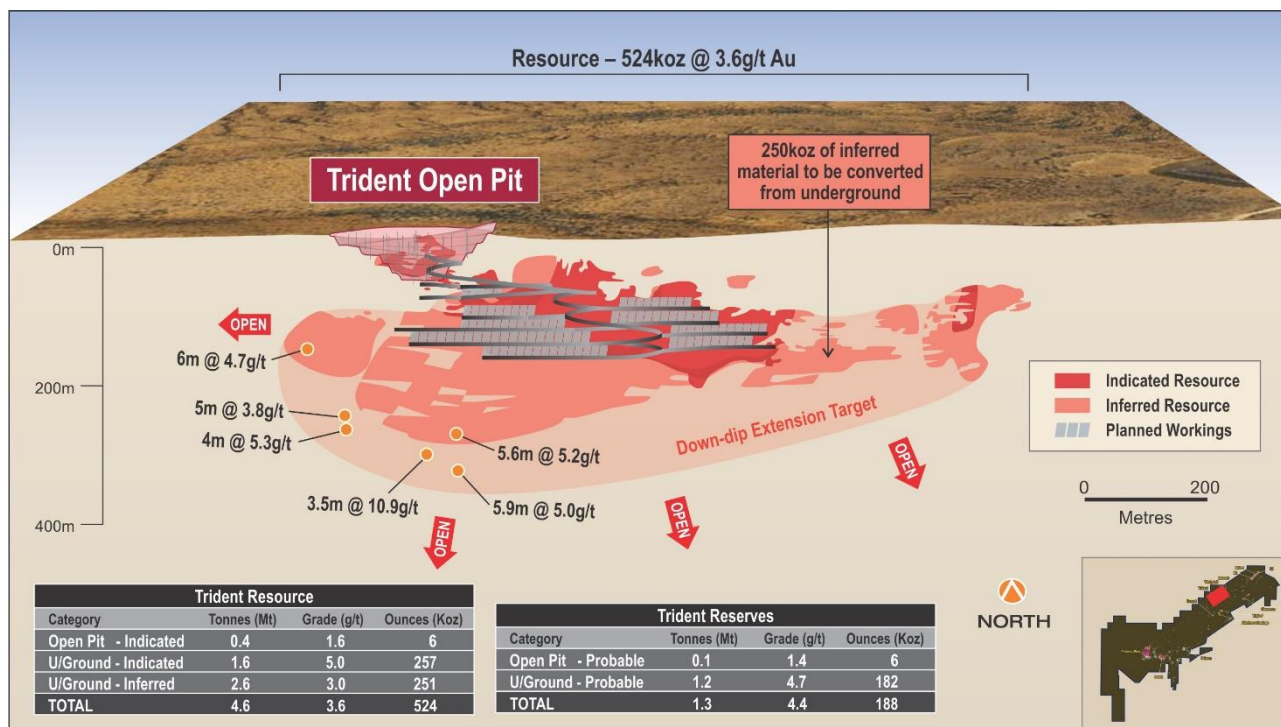 Resource – 524koz @ 3.6g/t Au
Trident Open Pit
250koz of inferred
material to be converted
from underground
0m
200m
400m
OPEN
6m @ 4.7g/t
5m @ 3.8g/t
4m @ 5.3g/t
3.5m @ 10.9g/t
5.6m @ 5.2g/t
5.9m @ 5.0g/t
Down-dip Extension Target
OPEN
OPEN
OPEN
Indicated Resource
Inferred Resource
Planned Workings
0 200
Metres
Trident Resource
Category Tonnes (Mt) Grade (g/t) Ounces (Koz)
Open Pit - Indicated 0.4 1.6 6
U/Ground - Indicated 1.6 5.0 257
U/Ground - Inferred 2.6 3.0 251
TOTAL 4.6 3.6 524
Trident Reserves
Category Tonnes (Mt) Grade (g/t) Ounces (Koz)
Open Pit - Probable 0.1 1.4 6
U/Ground - Probable 1.2 4.7 182
TOTAL 1.3 4.4 188
NORTH